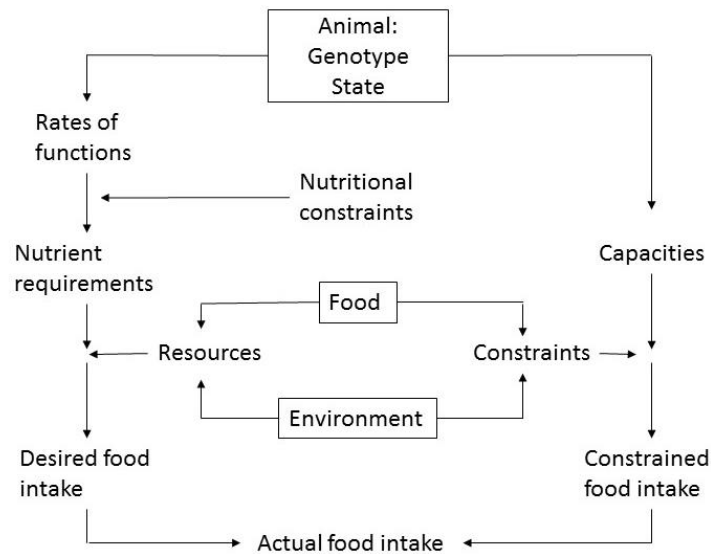 Animal:
Genotype
State
Rates of
functions
Nutritional
constraints
Nutrient
requirements
Capacities
Food
Resources
Constraints
Environment
Desired food
intake
Constrained
food intake
Actual food intake